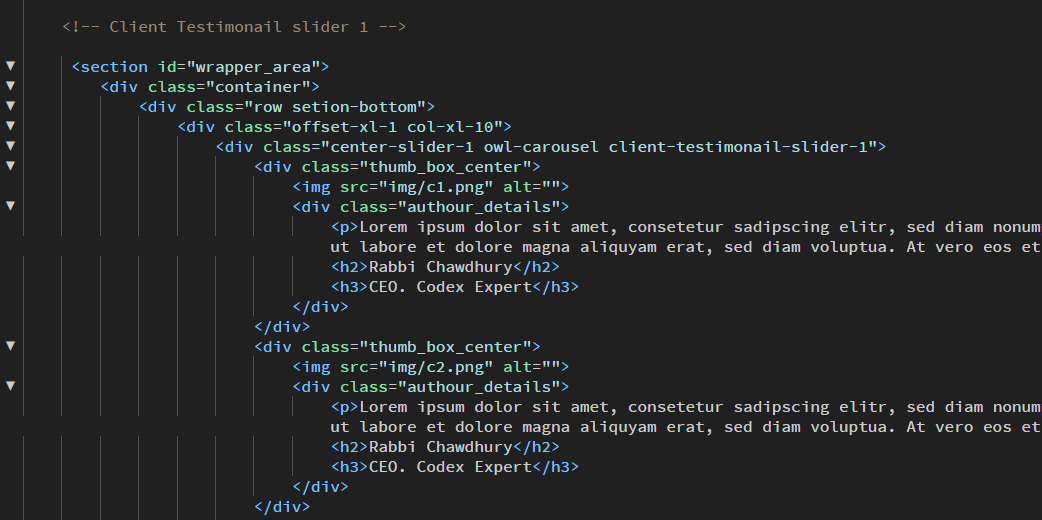 <!-- Client Testimonail slider 1 -->
<section id="wrapper_area">
<div class="container">
<div class="row setion-bottom">
<div class="offset-xl-1 col-xl-10">
<div class="center-slider-1 owl-carousel client-testimonail-slider-1">
<div class="thumb_box_center">
<img src="img/c1.png" alt="">
<div class="authour_details">
<p>Lorem ipsum dolor sit amet, consetetur sadipscing elitr, sed diam nonum
ut labore et dolore magna aliquyam erat, sed diam voluptua. At vero eos et
<h2>Rabbi Chawdhury</h2>
<h3>CEO. Codex Expert</h3>
</div>
</div>
<div class="thumb_box_center">
<img src="img/c2.png" alt="">
<div class="authour_details">
<p>Lorem ipsum dolor sit amet, consetetur sadipscing elitr, sed diam nonum
ut labore et dolore magna aliquyam erat, sed diam voluptua. At vero eos et
<h2>Rabbi Chawdhury</h2>
<h3>CEO. Codex Expert</h3>
</div>
</div>